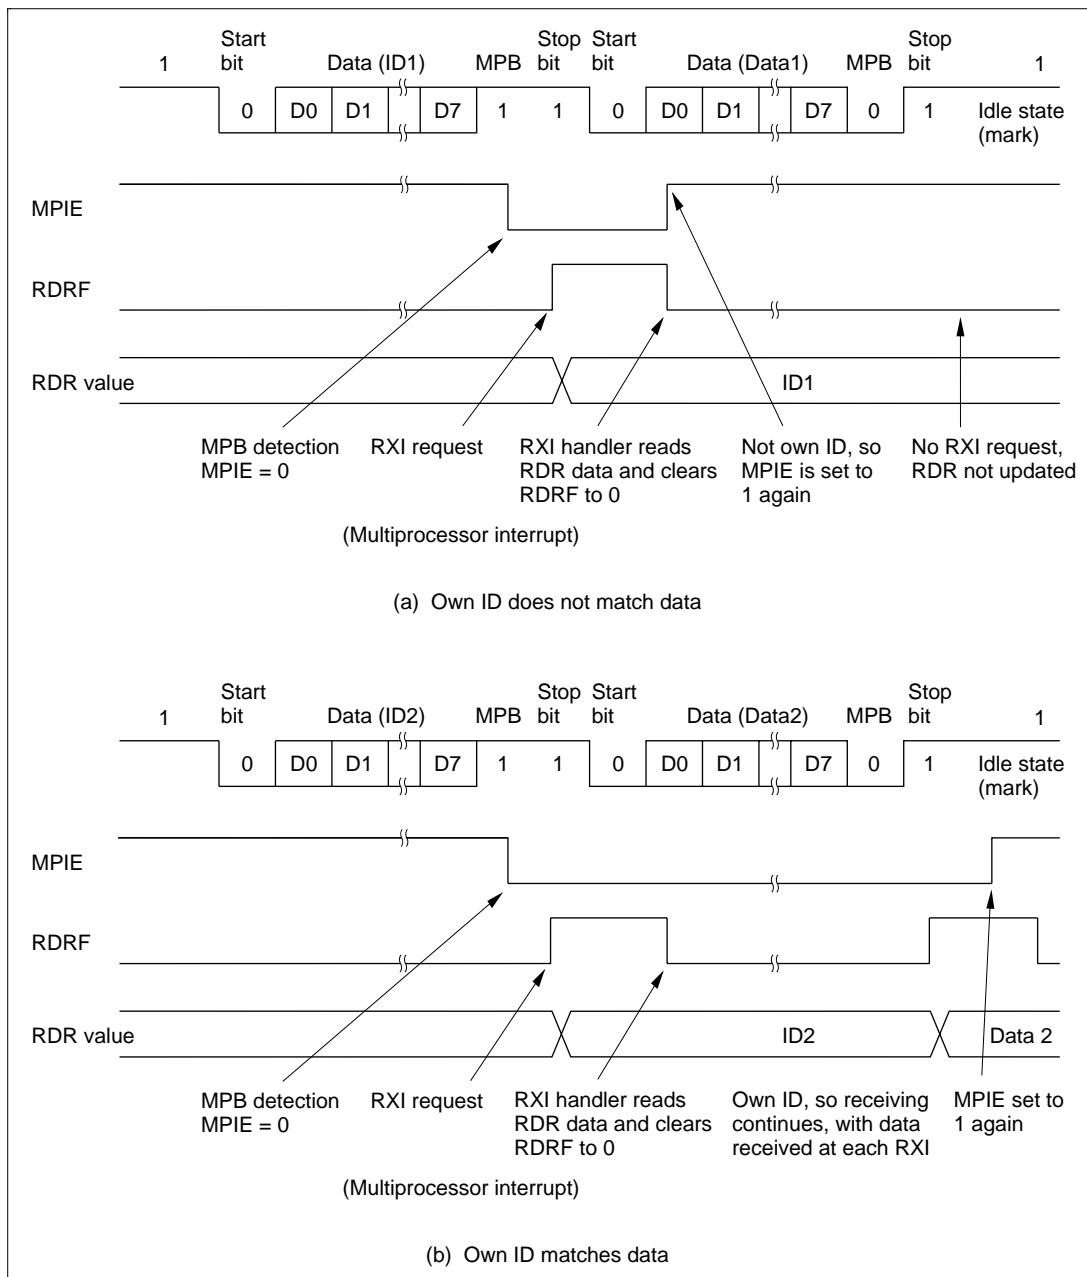 Start Stop Start Stop
1 bit Data (ID1) MPB bit bit Data (Data1) MPB bit 1
0 D0 D1 D7 1 1 0 D0 D1 D7 0 1 Idle state
(mark)
MPIE
RDRF
RDR value ID1
MPB detection RXI request RXI handler reads Not own ID, so No RXI request,
MPIE = 0 RDR data and clears MPIE is set to RDR not updated
RDRF to 0 1 again
(Multiprocessor interrupt)
(a) Own ID does not match data
Start Stop Start Stop
1 bit Data (ID2) MPB bit bit Data (Data2) MPB bit 1
0 D0 D1 D7 1 1 0 D0 D1 D7 0 1 Idle state
(mark)
MPIE
RDRF
RDR value ID2 Data 2
MPB detection RXI request RXI handler reads Own ID, so receiving MPIE set to
MPIE = 0 RDR data and clears continues, with data 1 again
RDRF to 0 received at each RXI
(Multiprocessor interrupt)
(b) Own ID matches data